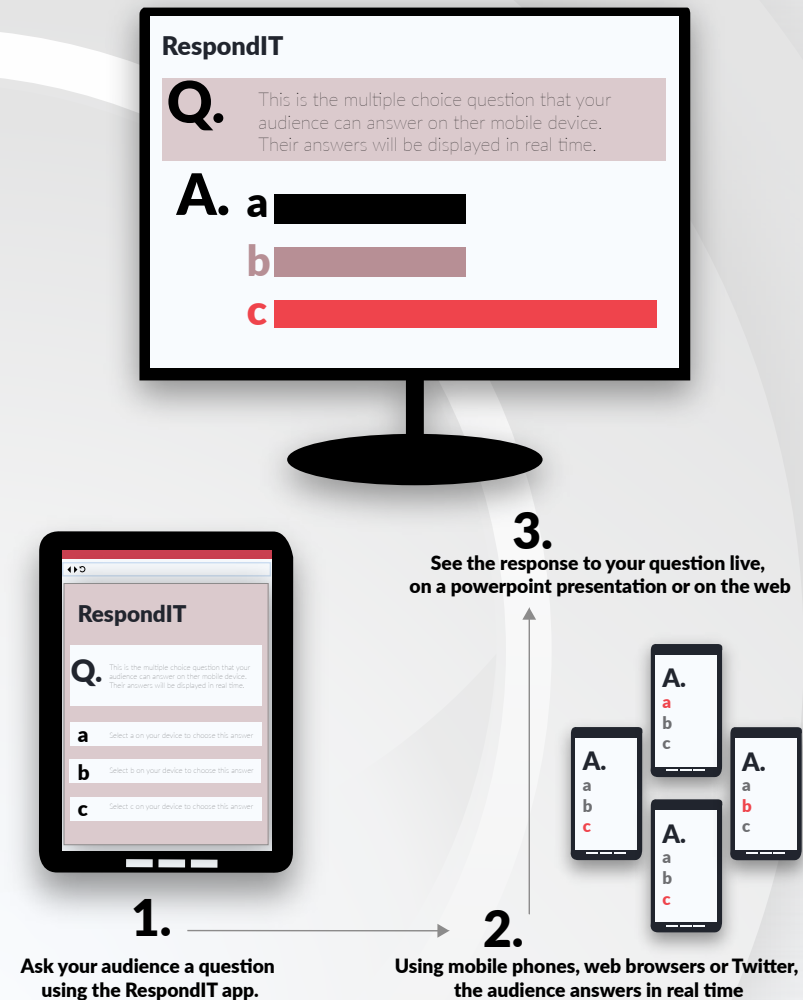 RespondIT
Q.
This is the multiple choice question that your
audience can answer on ther mobile device.
Their answers will be displayed in real time.
A.
a
b
c
RespondIT
Q.
This is the multiple choice question that your
audience can answer on ther mobile device.
Their answers will be displayed in real time.
a
Select a on your device to choose this answer
b
Select b on your device to choose this answer
c
Select c on your device to choose this answer
1.
Ask your audience a question
using the RespondIT app.
A.
a
b
c
A.
a
b
c
A.
a
b
c
A.
a
b
c
2.
Using mobile phones, web browsers or Twitter,
the audience answers in real time
3.
See the response to your question live,
on a powerpoint presentation or on the web